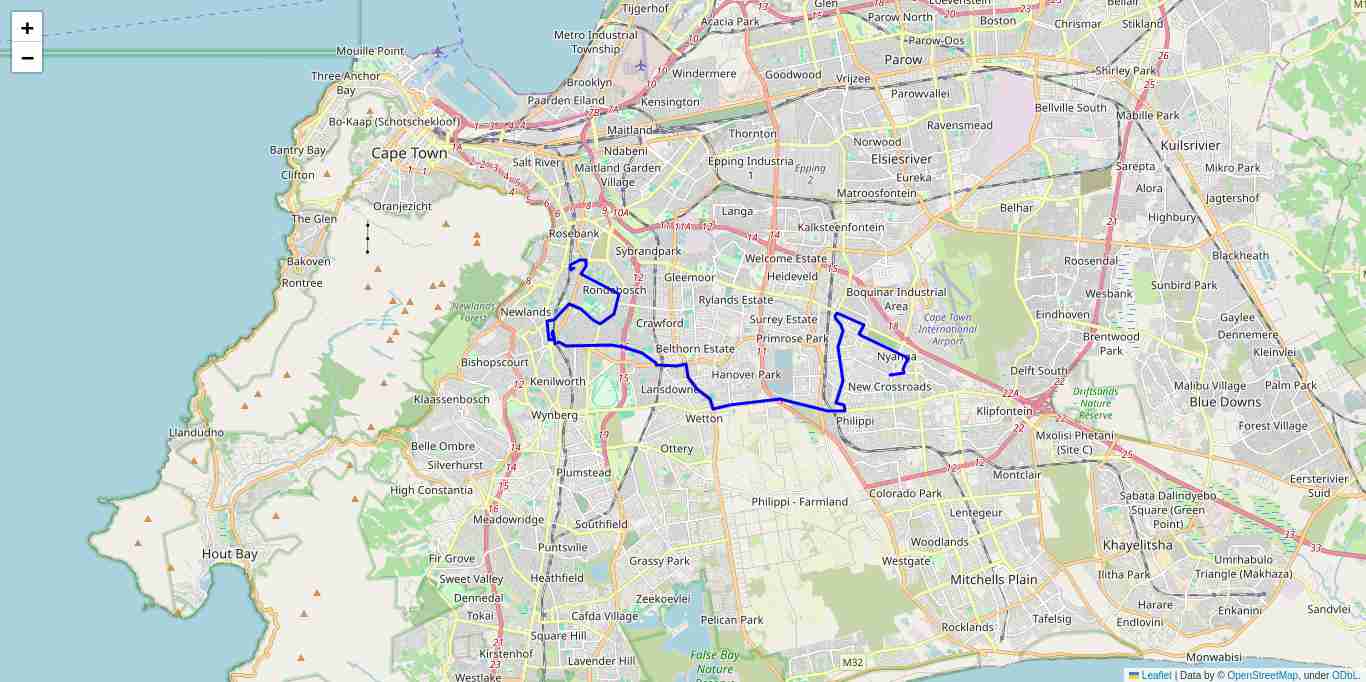 +
−
Tijgerhof
Acacia Park
Glen
Loevenstein
Bellair
Parow North
Boston
Chrismar
Stikland
Metro Industrial
Township
Parow-Oos
Parow
Mouille Point
Three Anchor
Bay
Brooklyn
Windermere
Goodwood
Vrijzee
Shirley Park
Parowvallei
Paarden Eiland
Kensington
Bellville South
Mabille Park
Bo-Kaap (Schotschekloof)
Maitland
Thornton
Ravensmead
Norwood
Kuilsrivier
Bantry Bay
Cape Town
Ndabeni
Salt River
Maitland Garden
Village
Epping Industria
1
Epping
2
Elsiesriver
Eureka
Sarepta
Mikro Park
Clifton
Matroosfontein
Alora
Jagtershof
Oranjezicht
Langa
Belhar
Highbury
The Glen
Rosebank
Kalksteenfontein
Sybrandpark
Bakoven
Welcome Estate
Roosendal
Blackheath
Rontree
Gleemoor
Heideveld
Rondebosch
Boquinar Industrial
Area
Wesbank
Sunbird Park
Newlands
Forest
Newlands
Rylands Estate
Crawford
Surrey Estate
Cape Town
International
Airport
Eindhoven
Gaylee
Brentwood
Park
Dennemere
Primrose Park
Belthorn Estate
Nyanga
Kleinvlei
Bishopscourt
Hanover Park
Delft South
Kenilworth
Lansdowne
New Crossroads
Malibu Village
Palm Park
Klaassenbosch
Driftsands
Nature
Reserve
Blue Downs
Wynberg
Wetton
Philippi
Klipfontein
Forest Village
Llandudno
Belle Ombre
Ottery
Mxolisi Phetani
(Site C)
Silverhurst
Plumstead
Montclair
Eersterivier
Suid
High Constantia
Colorado Park
Sabata Dalindyebo
Square (Green
Point)
Philippi - Farmland
Lentegeur
Meadowridge
Southfield
Hout Bay
Puntsville
Woodlands
Khayelitsha
Fir Grove
Grassy Park
Westgate
Umrhabulo
Triangle (Makhaza)
Sweet Valley
Heathfield
Mitchells Plain
Ilitha Park
Dennedal
Zeekoevlei
Harare
Enkanini
Sandvlei
Tokai
Cafda Village
Pelican Park
Tafelsig
Endlovini
Square Hill
Rocklands
Kirstenhof
Lavender Hill
False Bay
Nature
Reserve
M32
Monwabisi
Westlake
Leaflet | Data by © OpenStreetMap, under ODbL.